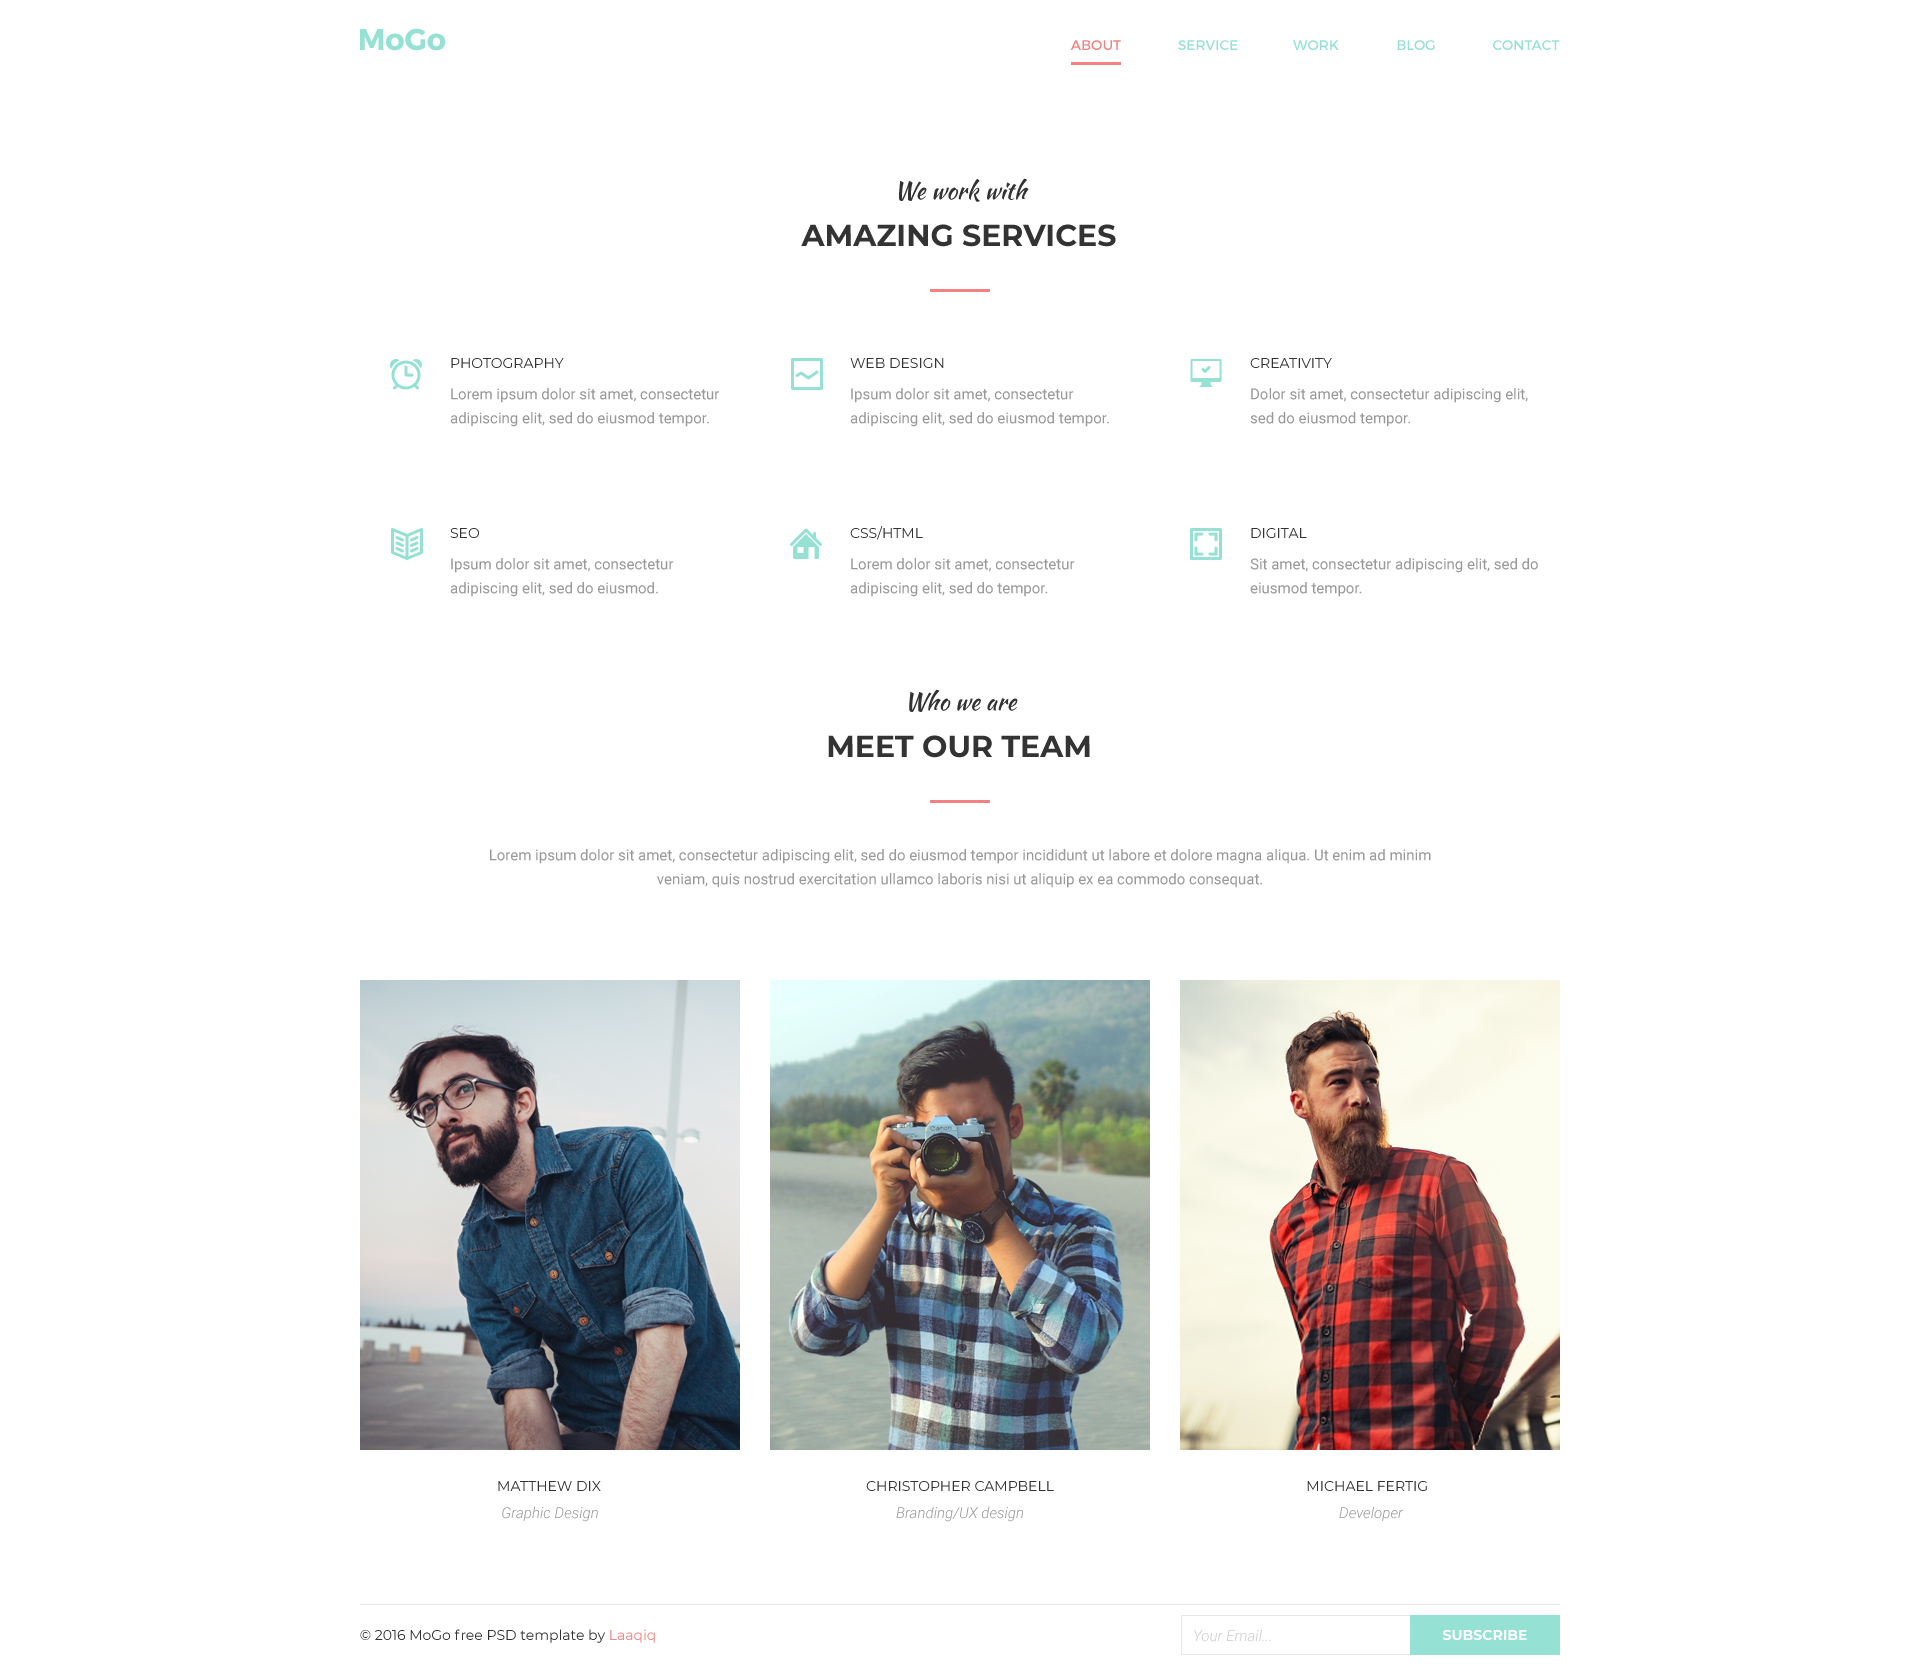 MoGo
ABOUT SERVICE WORK BLOG CONTACT
We work with
AMAZING SERVICES
PHOTOGRAPHY
Lorem ipsum dolor sit amet, consectetur
adipiscing elit, sed do eiusmod tempor.
WEB DESIGN
Ipsum dolor sit amet, consectetur
adipiscing elit, sed do eiusmod tempor.
CREATIVITY
Dolor sit amet, consectetur adipiscing elit,
sed do eiusmod tempor.
SEO
Ipsum dolor sit amet, consectetur
adipiscing elit, sed do eiusmod.
CSS/HTML
Lorem dolor sit amet, consectetur
adipiscing elit, sed do tempor.
DIGITAL
Sit amet, consectetur adipiscing elit, sed do
eiusmod tempor.
Who we are
MEET OUR TEAM
Lorem ipsum dolor sit amet, consectetur adipiscing elit, sed do eiusmod tempor incididunt ut labore et dolore magna aliqua. Ut enim ad minim
veniam, quis nostrud exercitation ullamco laboris nisi ut aliquip ex ea commodo consequat.
Canon
MATTHEW DIX
Graphic Design
CHRISTOPHER CAMPBELL
Branding/UX design
MICHAEL FERTIG
Developer
© 2016 MoGo free PSD template by Laaqiq
Your Email...
SUBSCRIBE